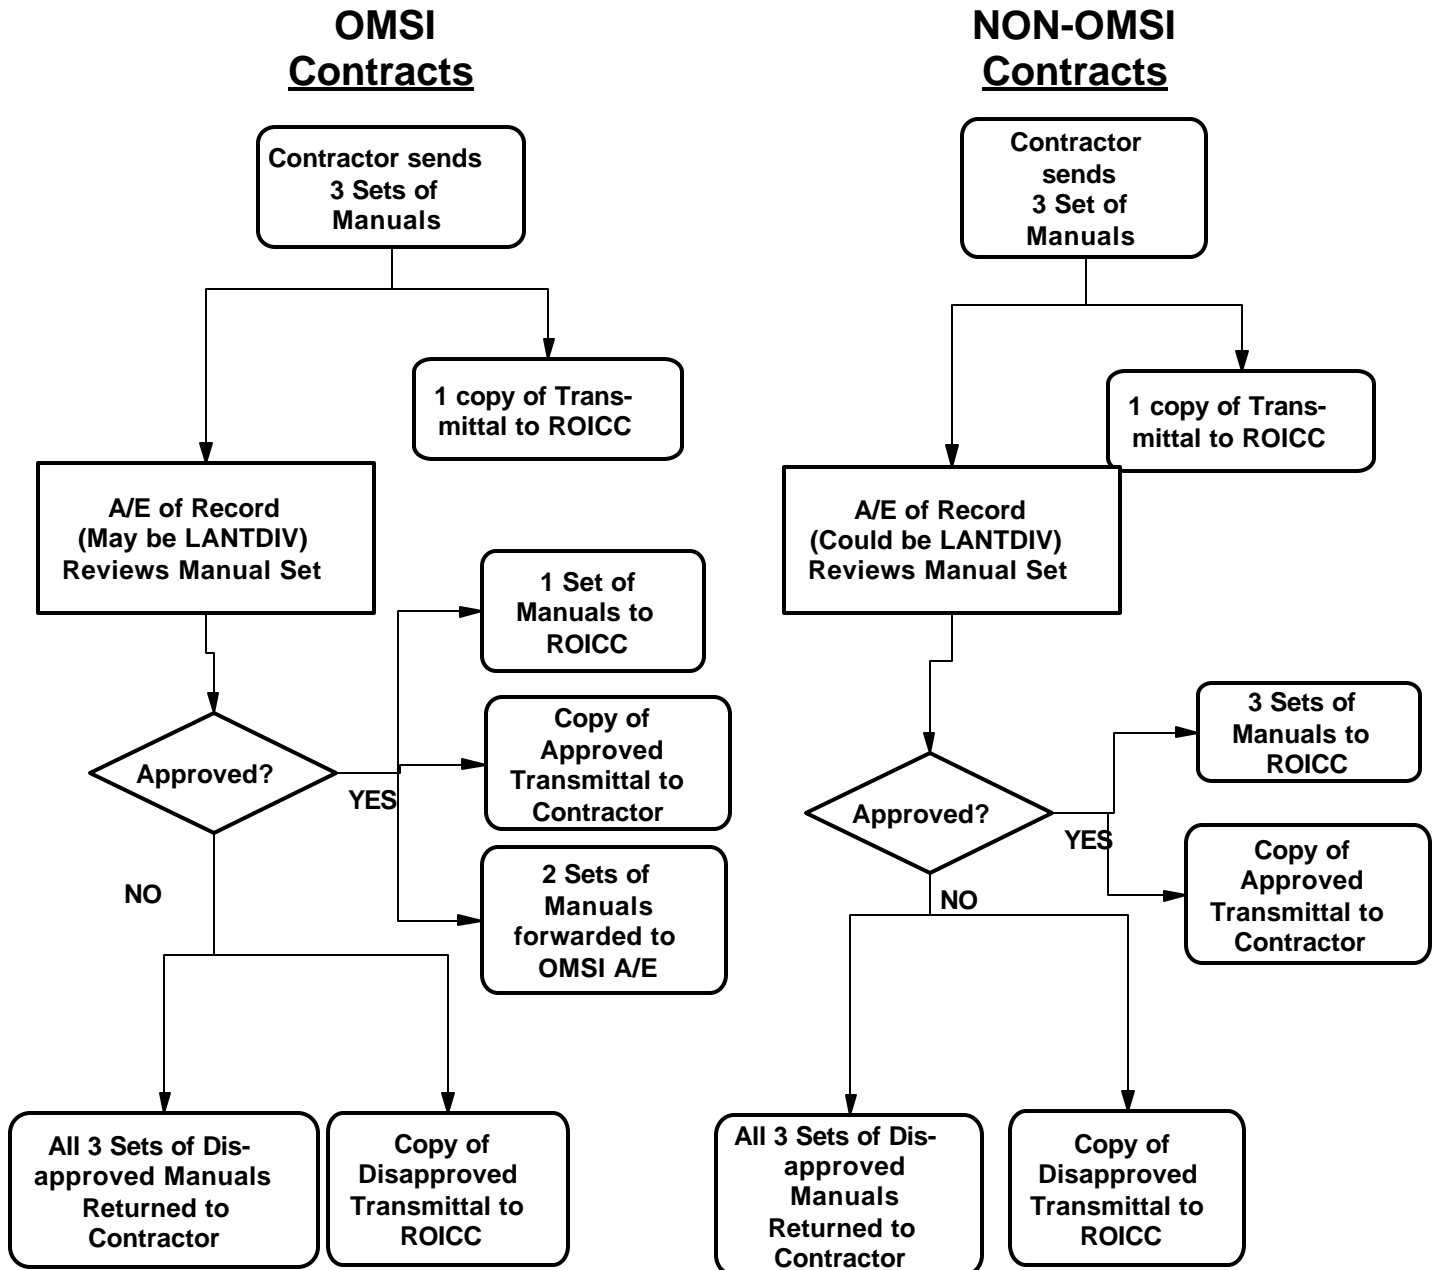 OMSI
Contracts
Contractor sends
3 Sets of
Manuals
1 copy of Trans-
mittal to ROICC
A/E of Record
(May be LANTDIV)
Reviews Manual Set
1 Set of
Manuals to
ROICC
Copy of
Approved
Transmittal to
Contractor
Approved?
YES
2 Sets of
Manuals
forwarded to
OMSI A/E
NO
All 3 Sets of Dis-
approved Manuals
Returned to
Contractor
Copy of
Disapproved
Transmittal to
ROICC
NON-OMSI
Contracts
Contractor
sends
3 Set of
Manuals
1 copy of Trans-
mittal to ROICC
A/E of Record
(Could be LANTDIV)
Reviews Manual Set
3 Sets of
Manuals to
ROICC
Approved?
YES
Copy of
Approved
Transmittal to
Contractor
NO
All 3 Sets of Dis-
approved
Manuals
Returned to
Contractor
Copy of
Disapproved
Transmittal to
ROICC